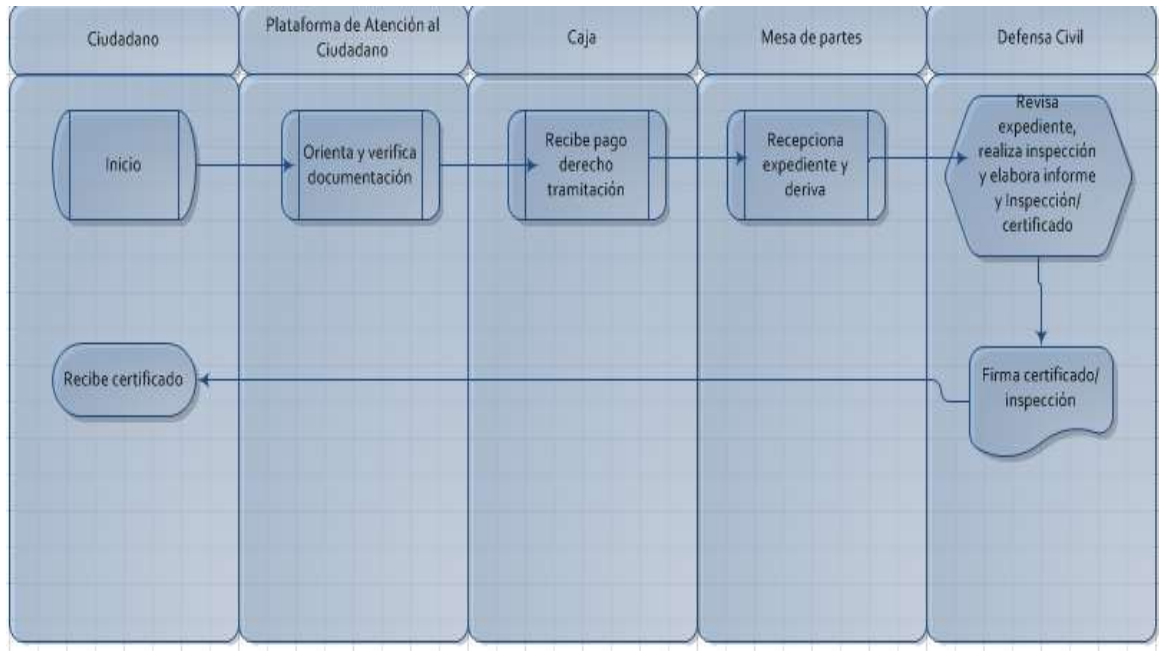 Ciudadano
Plataforma de Atención al
Ciudadano
Caja
Mesa de partes
Defensa Civil
Inicio
Orienta y verifica
documentación
Recibe pago
derecho
tramitación
Recepciona
expediente y
deriva
Revisa
expediente,
realiza inspección
y elabora informe
y Inspección/
certificado
Recibe certificado
Firma certificado/
inspección